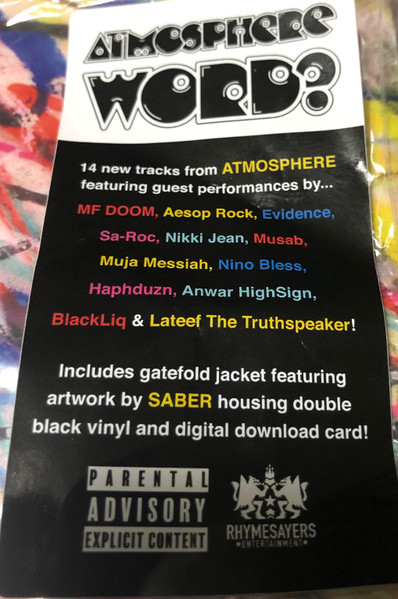 ATMOSPHERE
WORD?
14 new tracks from ATMOSPHERE
featuring guest performances by...
MF DOOM, Aesop Rock, Evidence,
Sa-Roc, Nikki Jean, Musab,
Muja Messiah, Nino Bless,
Haphduzn, Anwar HighSign,
BlackLiq & Lateef The Truthspeaker!
Includes gatefold jacket featuring
artwork by SABER housing double
black vinyl and digital download card!
PARENTAL
ADVISORY
EXPLICIT CONTENT
RHYMESAYERS
ENTERTAINMENT